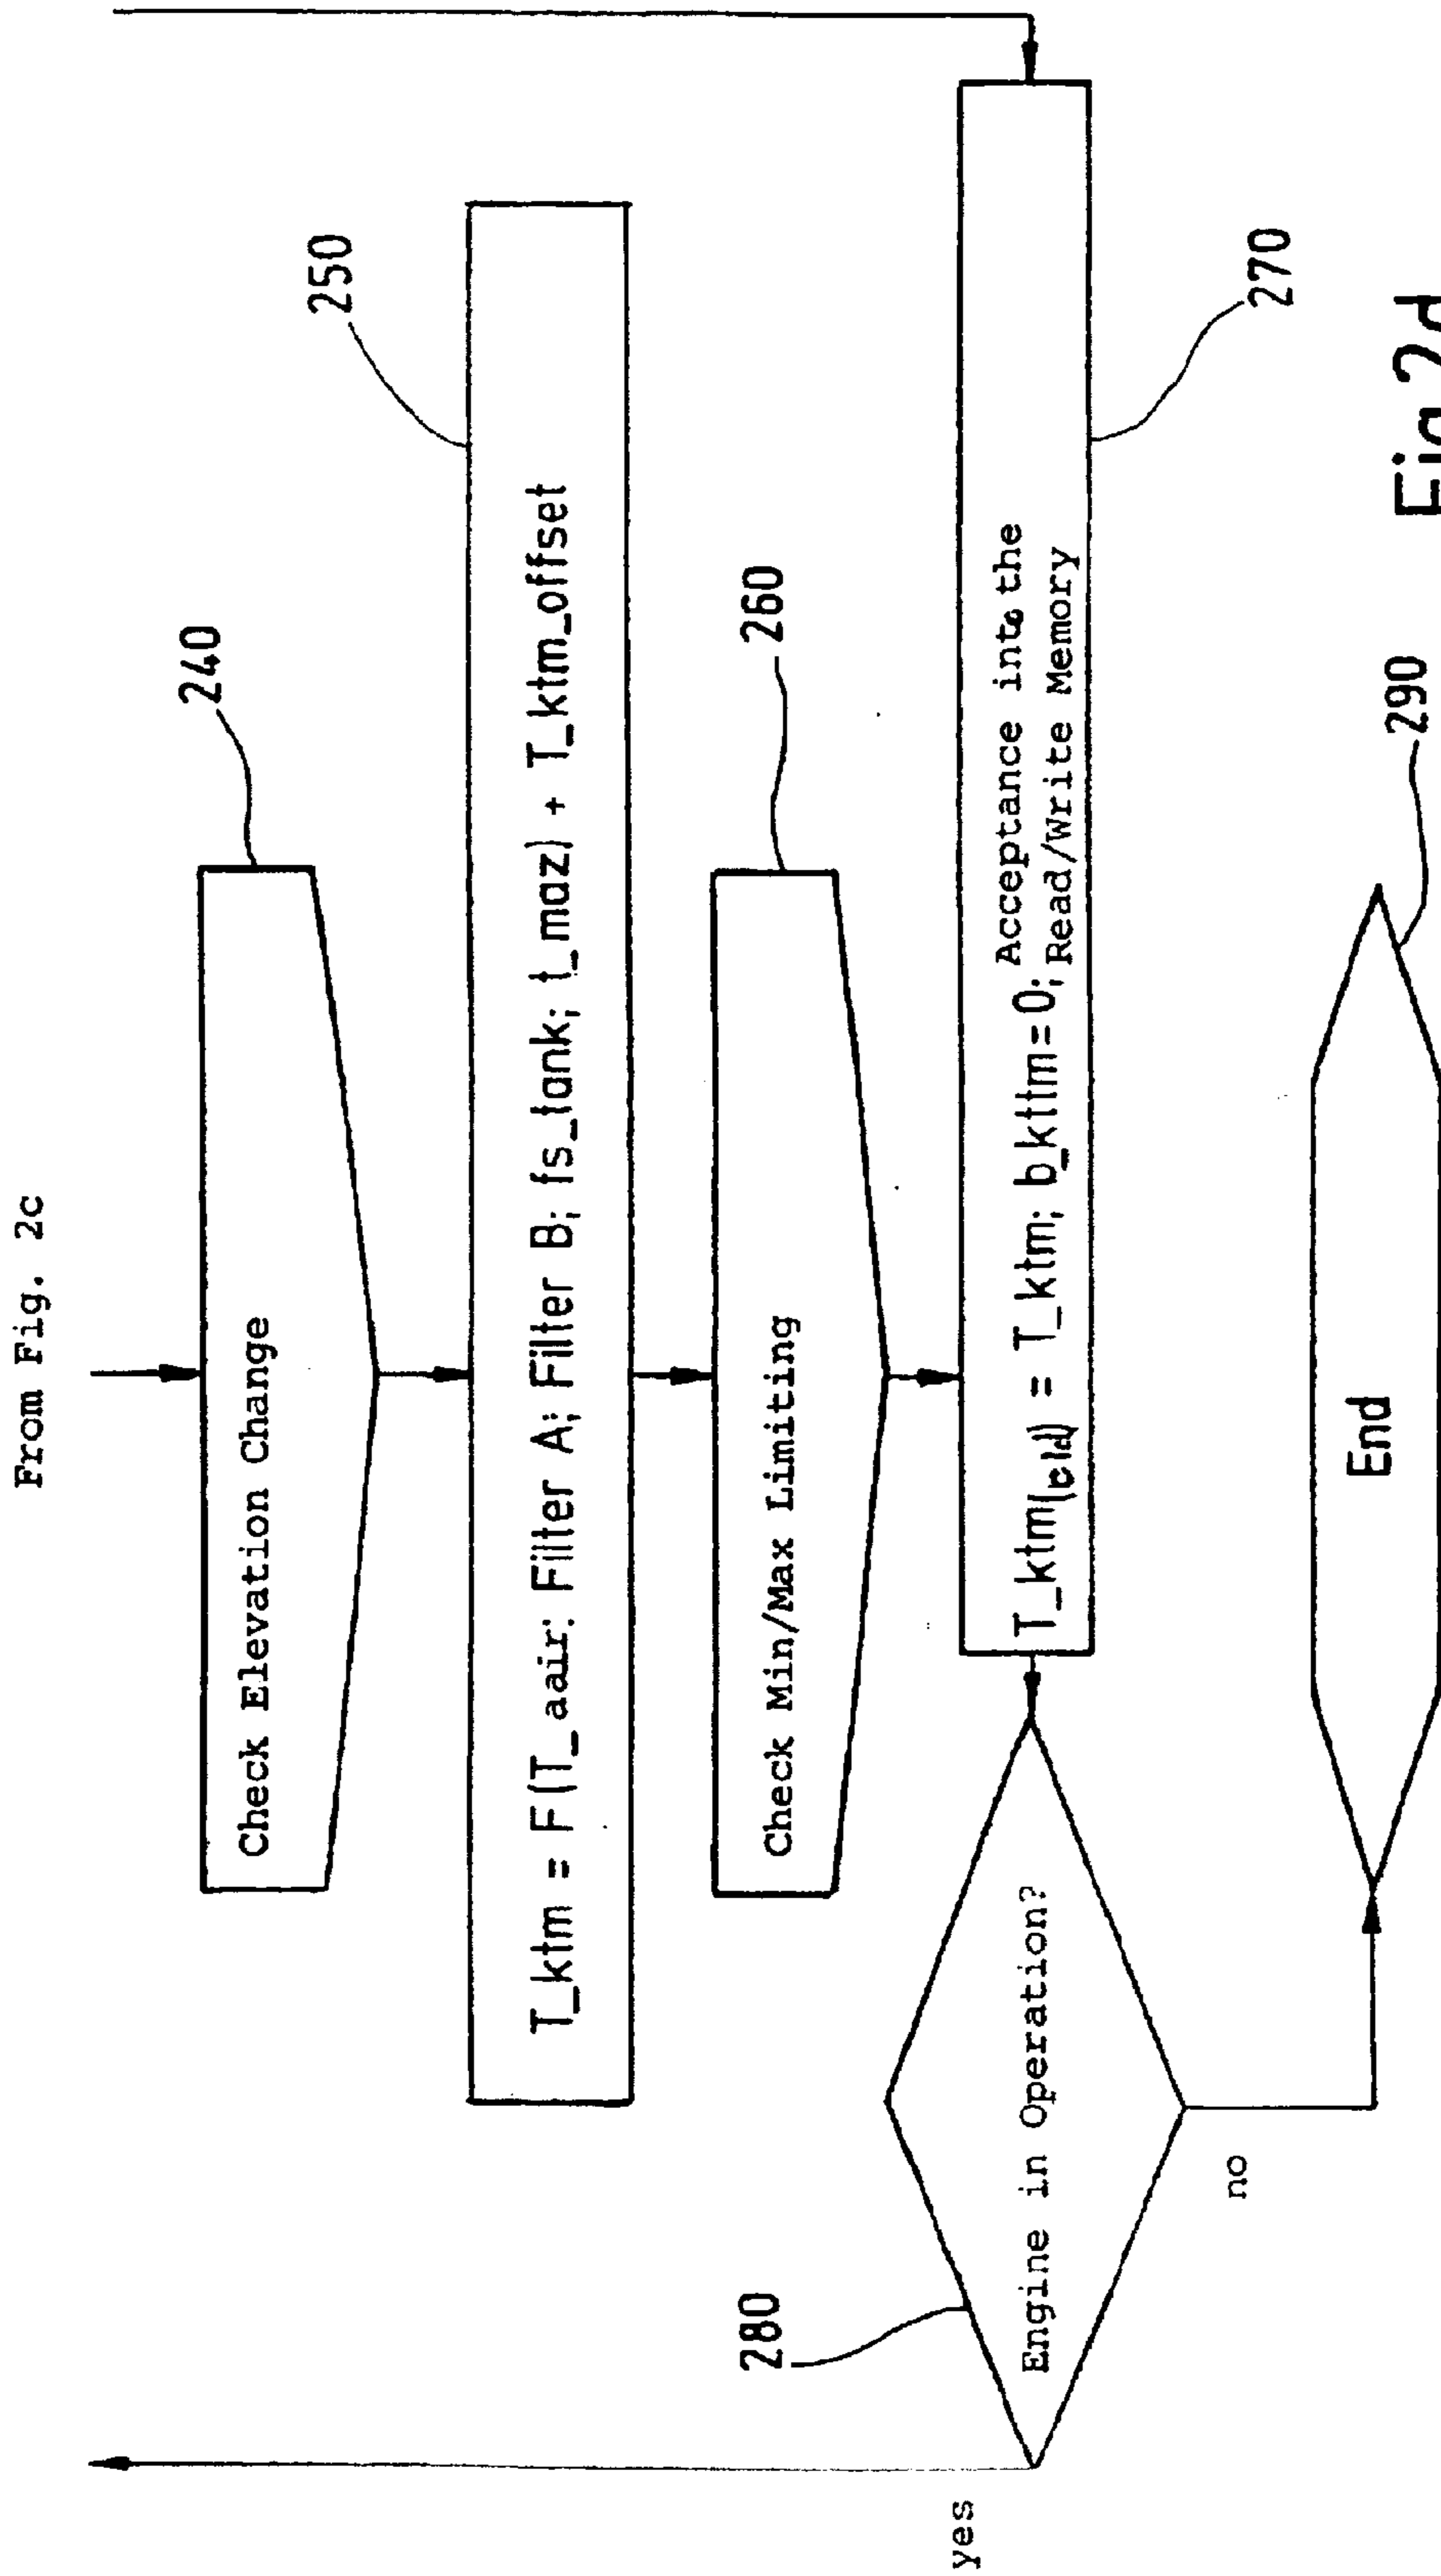 From Fig. 2c
240
Check Elevation Change
250
T_ktm = F(T_aair; Filter A; Filter B; fs_tank; t_maz) + T_ktm_offset
260
Check Min/Max Limiting
T_ktm(old) = T_ktm; b_kttm=0; Acceptance into the
Read/Write Memory
270
280
Engine in Operation?
yes
no
End
290
Fig.2d